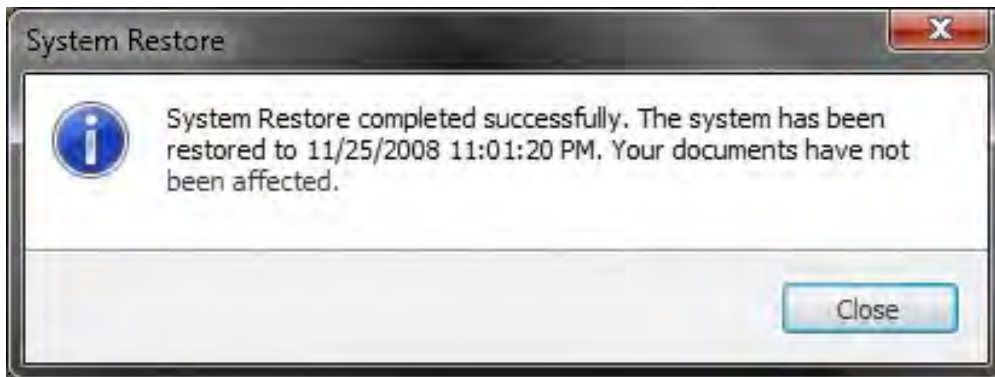 System Restore
X
System Restore completed successfully. The system has been
restored to 11/25/2008 11:01:20 PM. Your documents have not
been affected.
Close